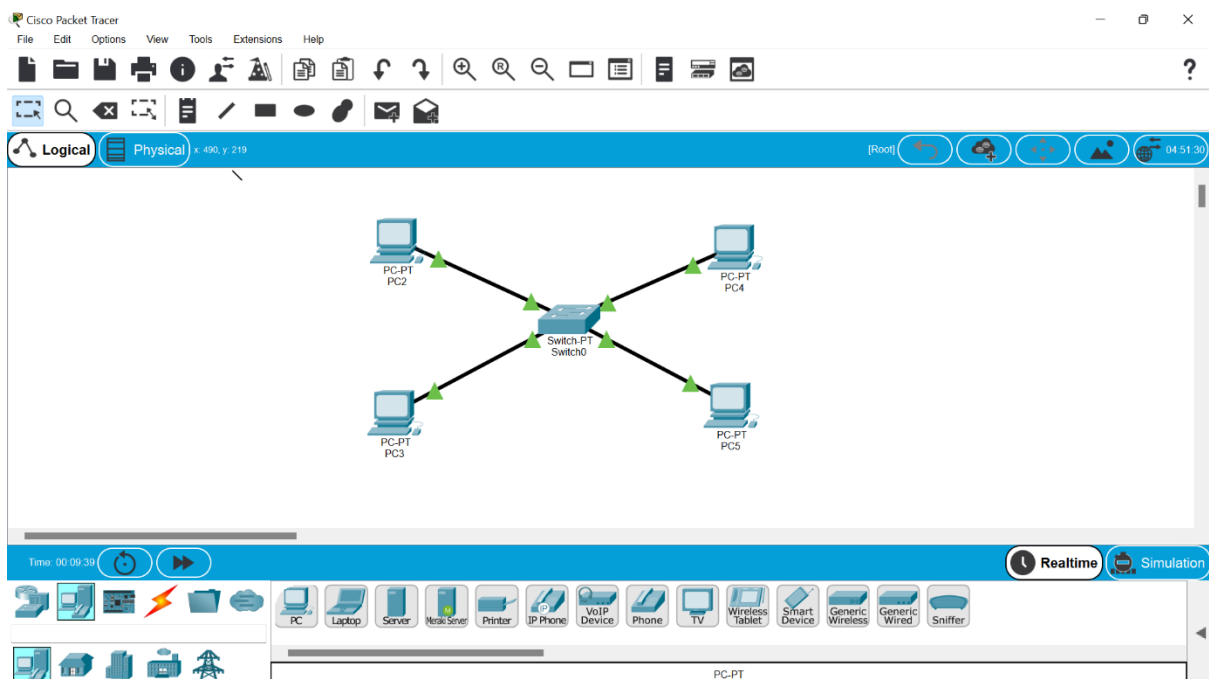 Cisco Packet Tracer
File Edit Options View Tools Extensions Help
?
Logical Physical x: 490, y: 219 [Root] 04:51:30
PC-PT
PC2
PC-PT
PC4
Switch-PT
Switch0
PC-PT
PC3
PC-PT
PC5
Time: 00:09:39 Realtime Simulation
PC Laptop Server Meraki Server Printer IP Phone VoIP Device Phone TV Wireless Tablet Smart Device Generic Wireless Generic Wired Sniffer
PC-PT